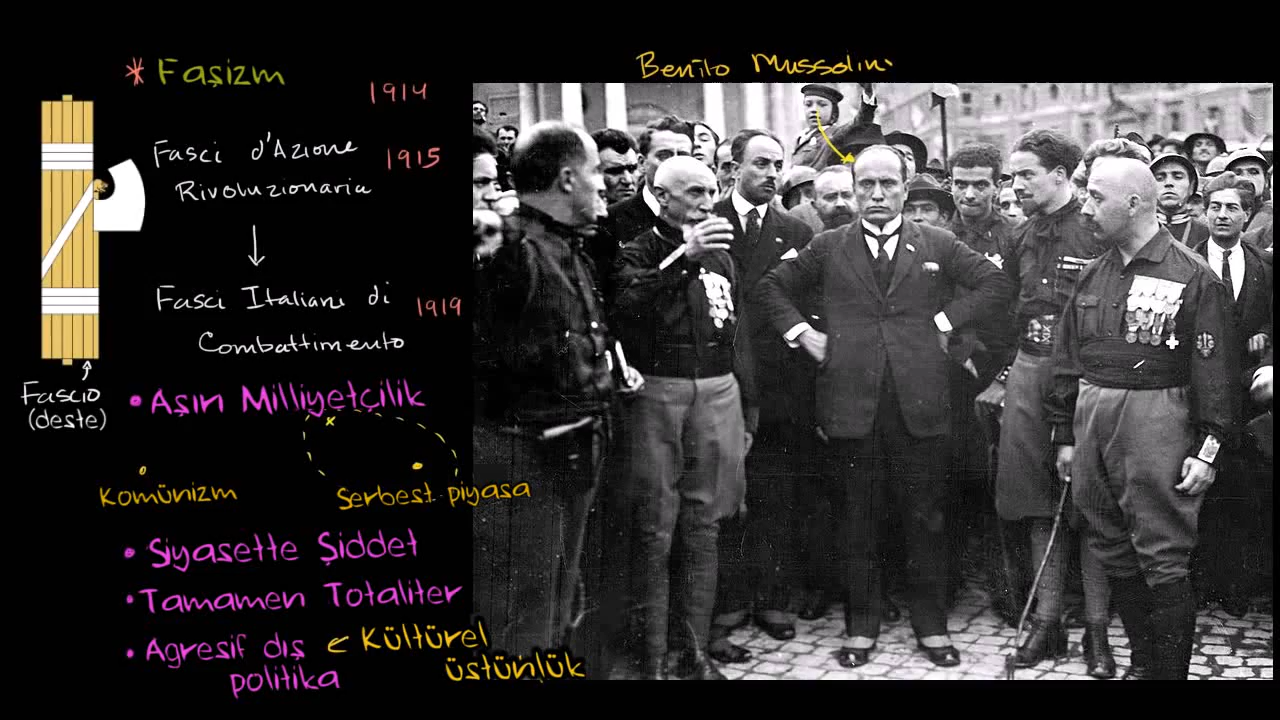 * Faşizm
1914
Benito Mussolini
Fasci d'Azione
1915
Rivoluzionaria
Fasci Italiani di
1919
Combattimento
Fascio
(deste)
• Aşırı Milliyetçilik
Komünizm
Serbest piyasa
• Siyasette Şiddet
• Tamamen Totaliter
• Agresif dış
politika
Kültürel
üstünlük